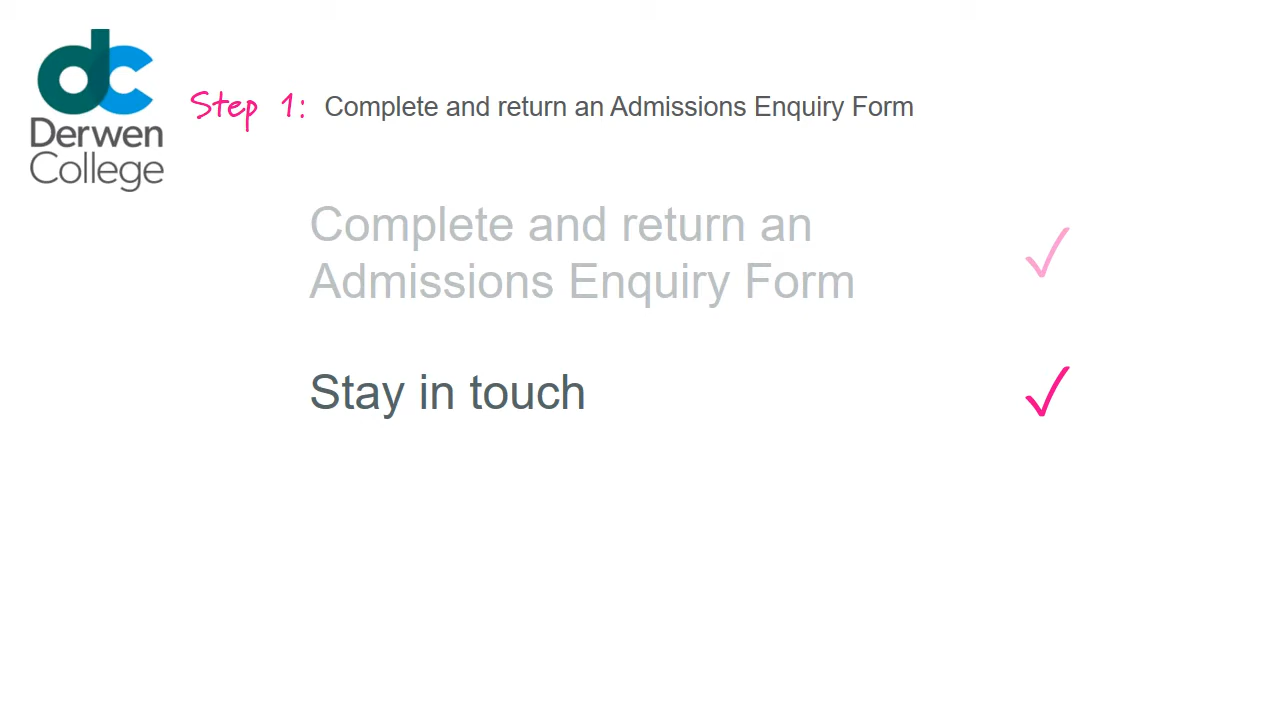 dc
Derwen
College
Step 1: Complete and return an Admissions Enquiry Form
Complete and return an
Admissions Enquiry Form
Stay in touch